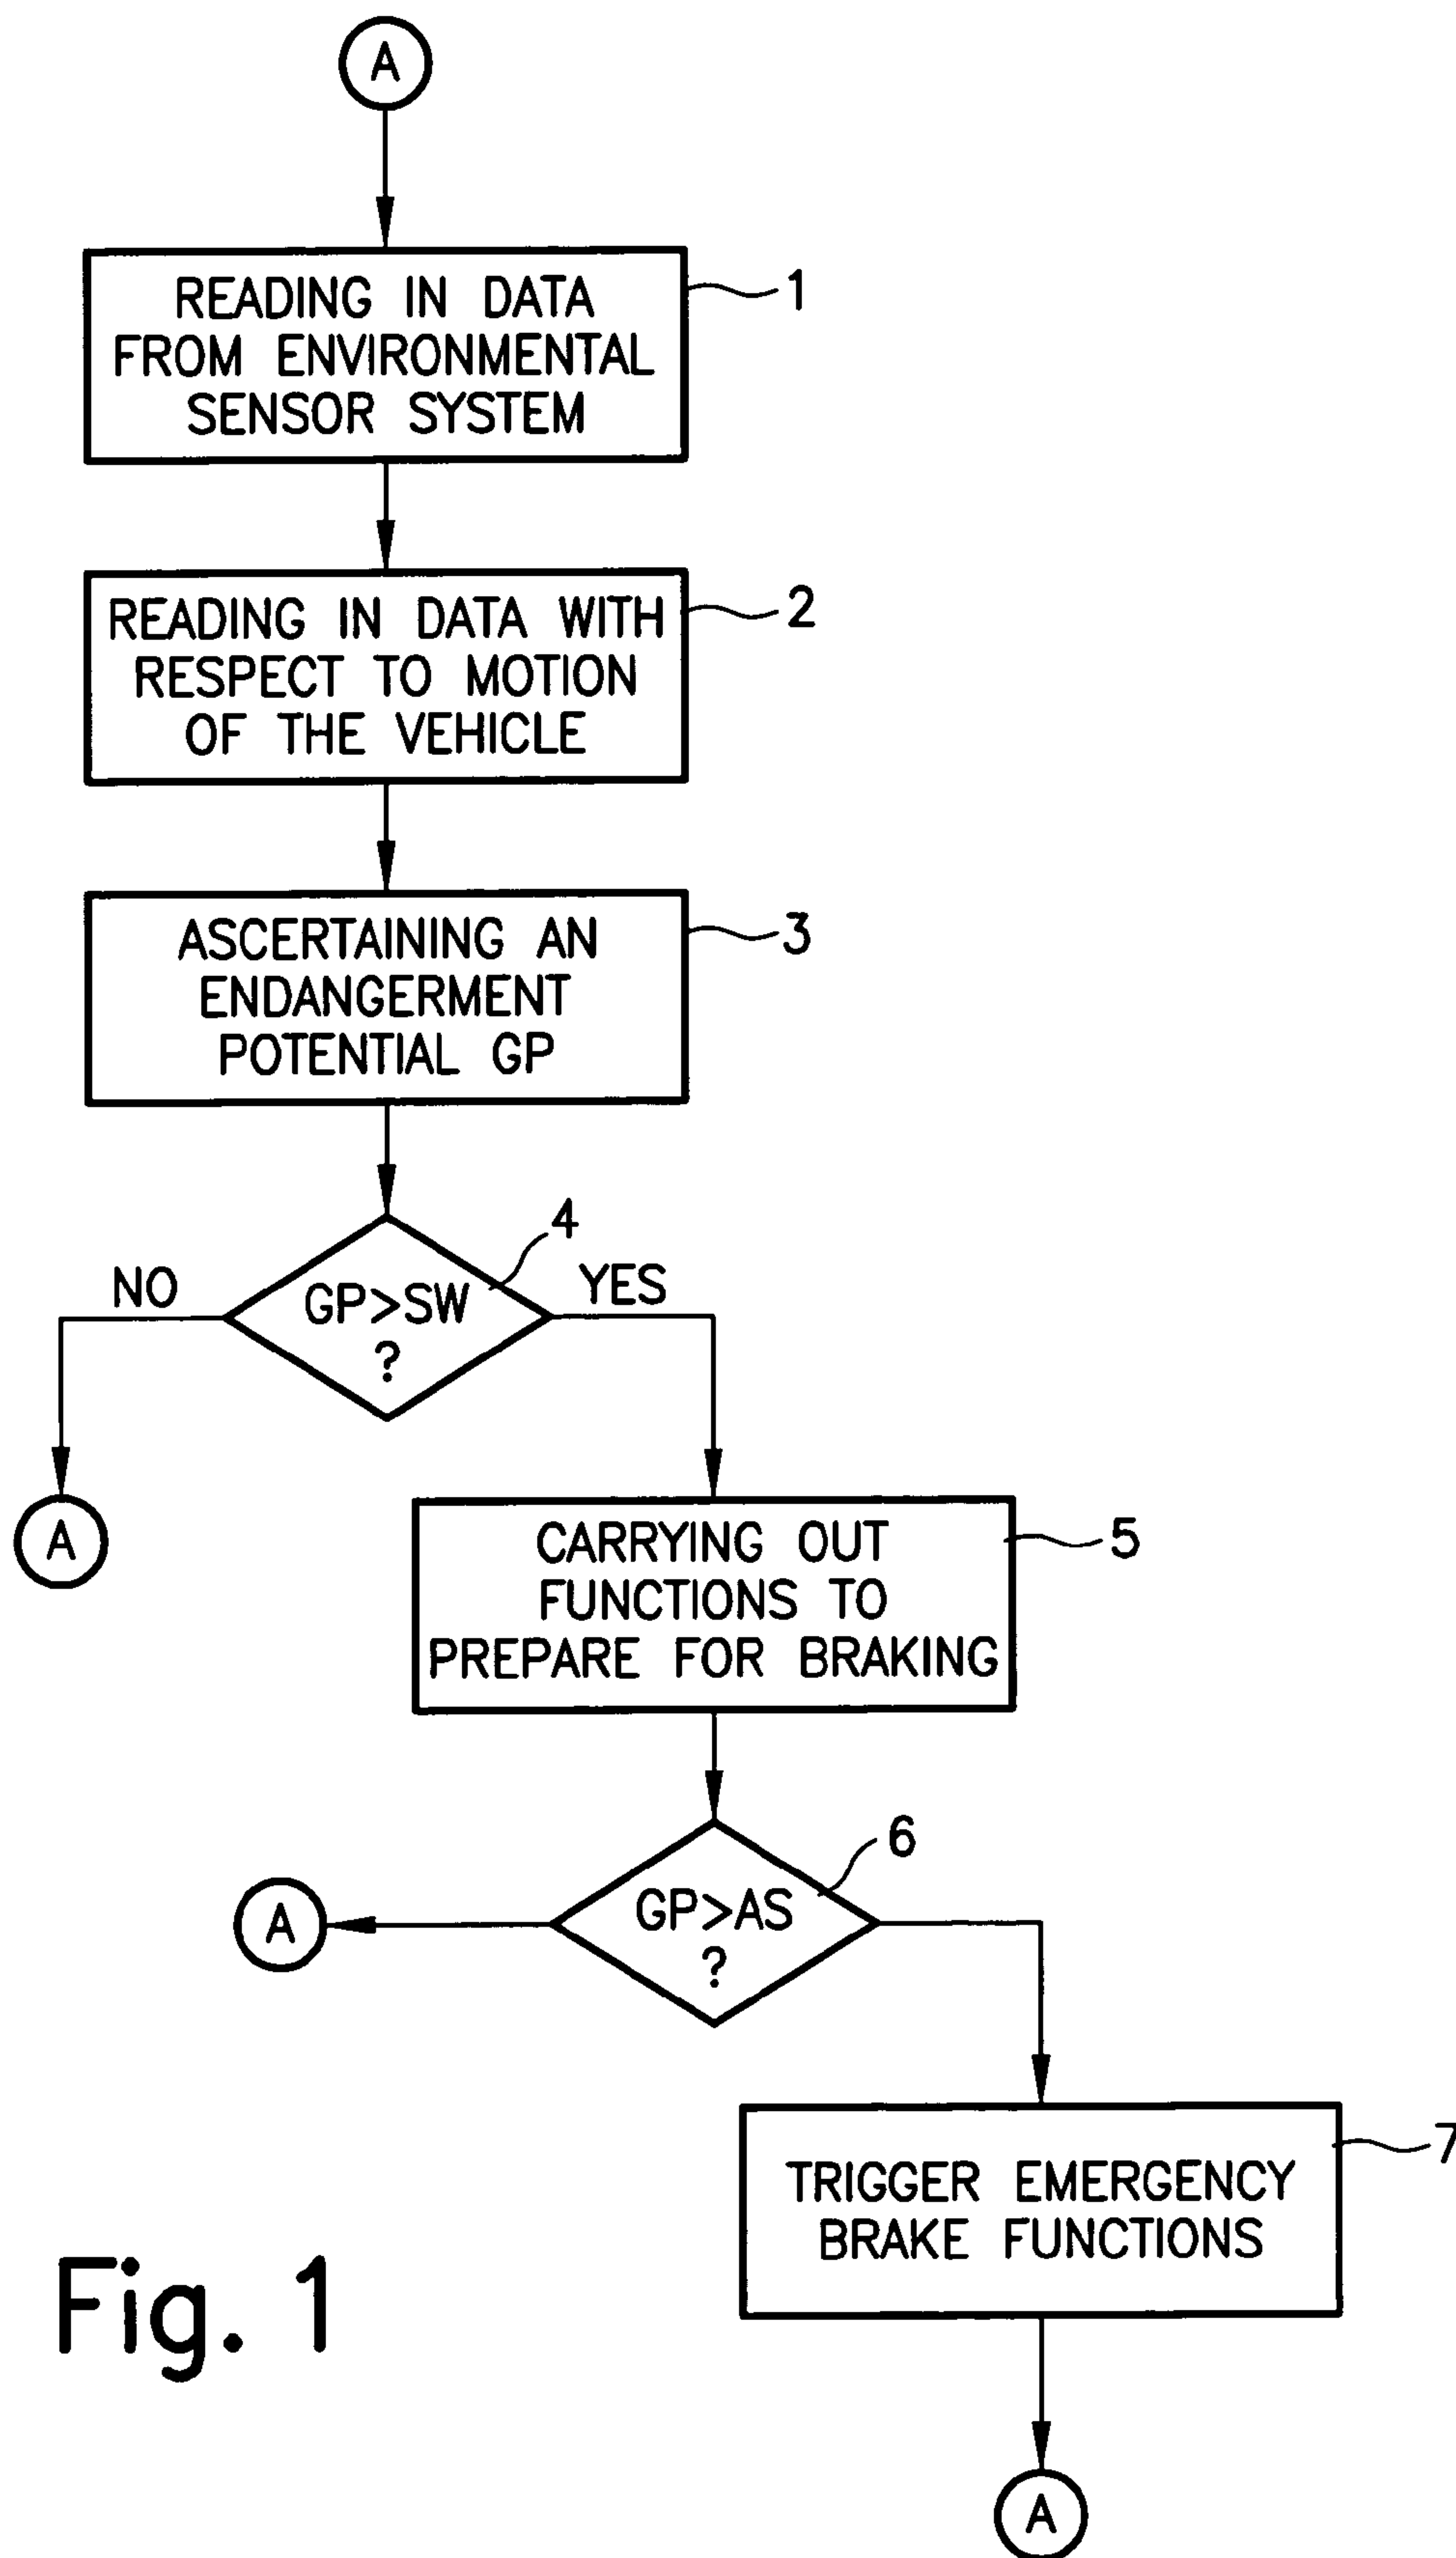 A
READING IN DATA
FROM ENVIRONMENTAL
SENSOR SYSTEM
1
READING IN DATA WITH
RESPECT TO MOTION
OF THE VEHICLE
2
ASCERTAINING AN
ENDANGERMENT
POTENTIAL GP
3
4
NO
GP>SW
?
YES
A
CARRYING OUT
FUNCTIONS TO
PREPARE FOR BRAKING
5
6
GP>AS
?
A
TRIGGER EMERGENCY
BRAKE FUNCTIONS
7
Fig. 1
A